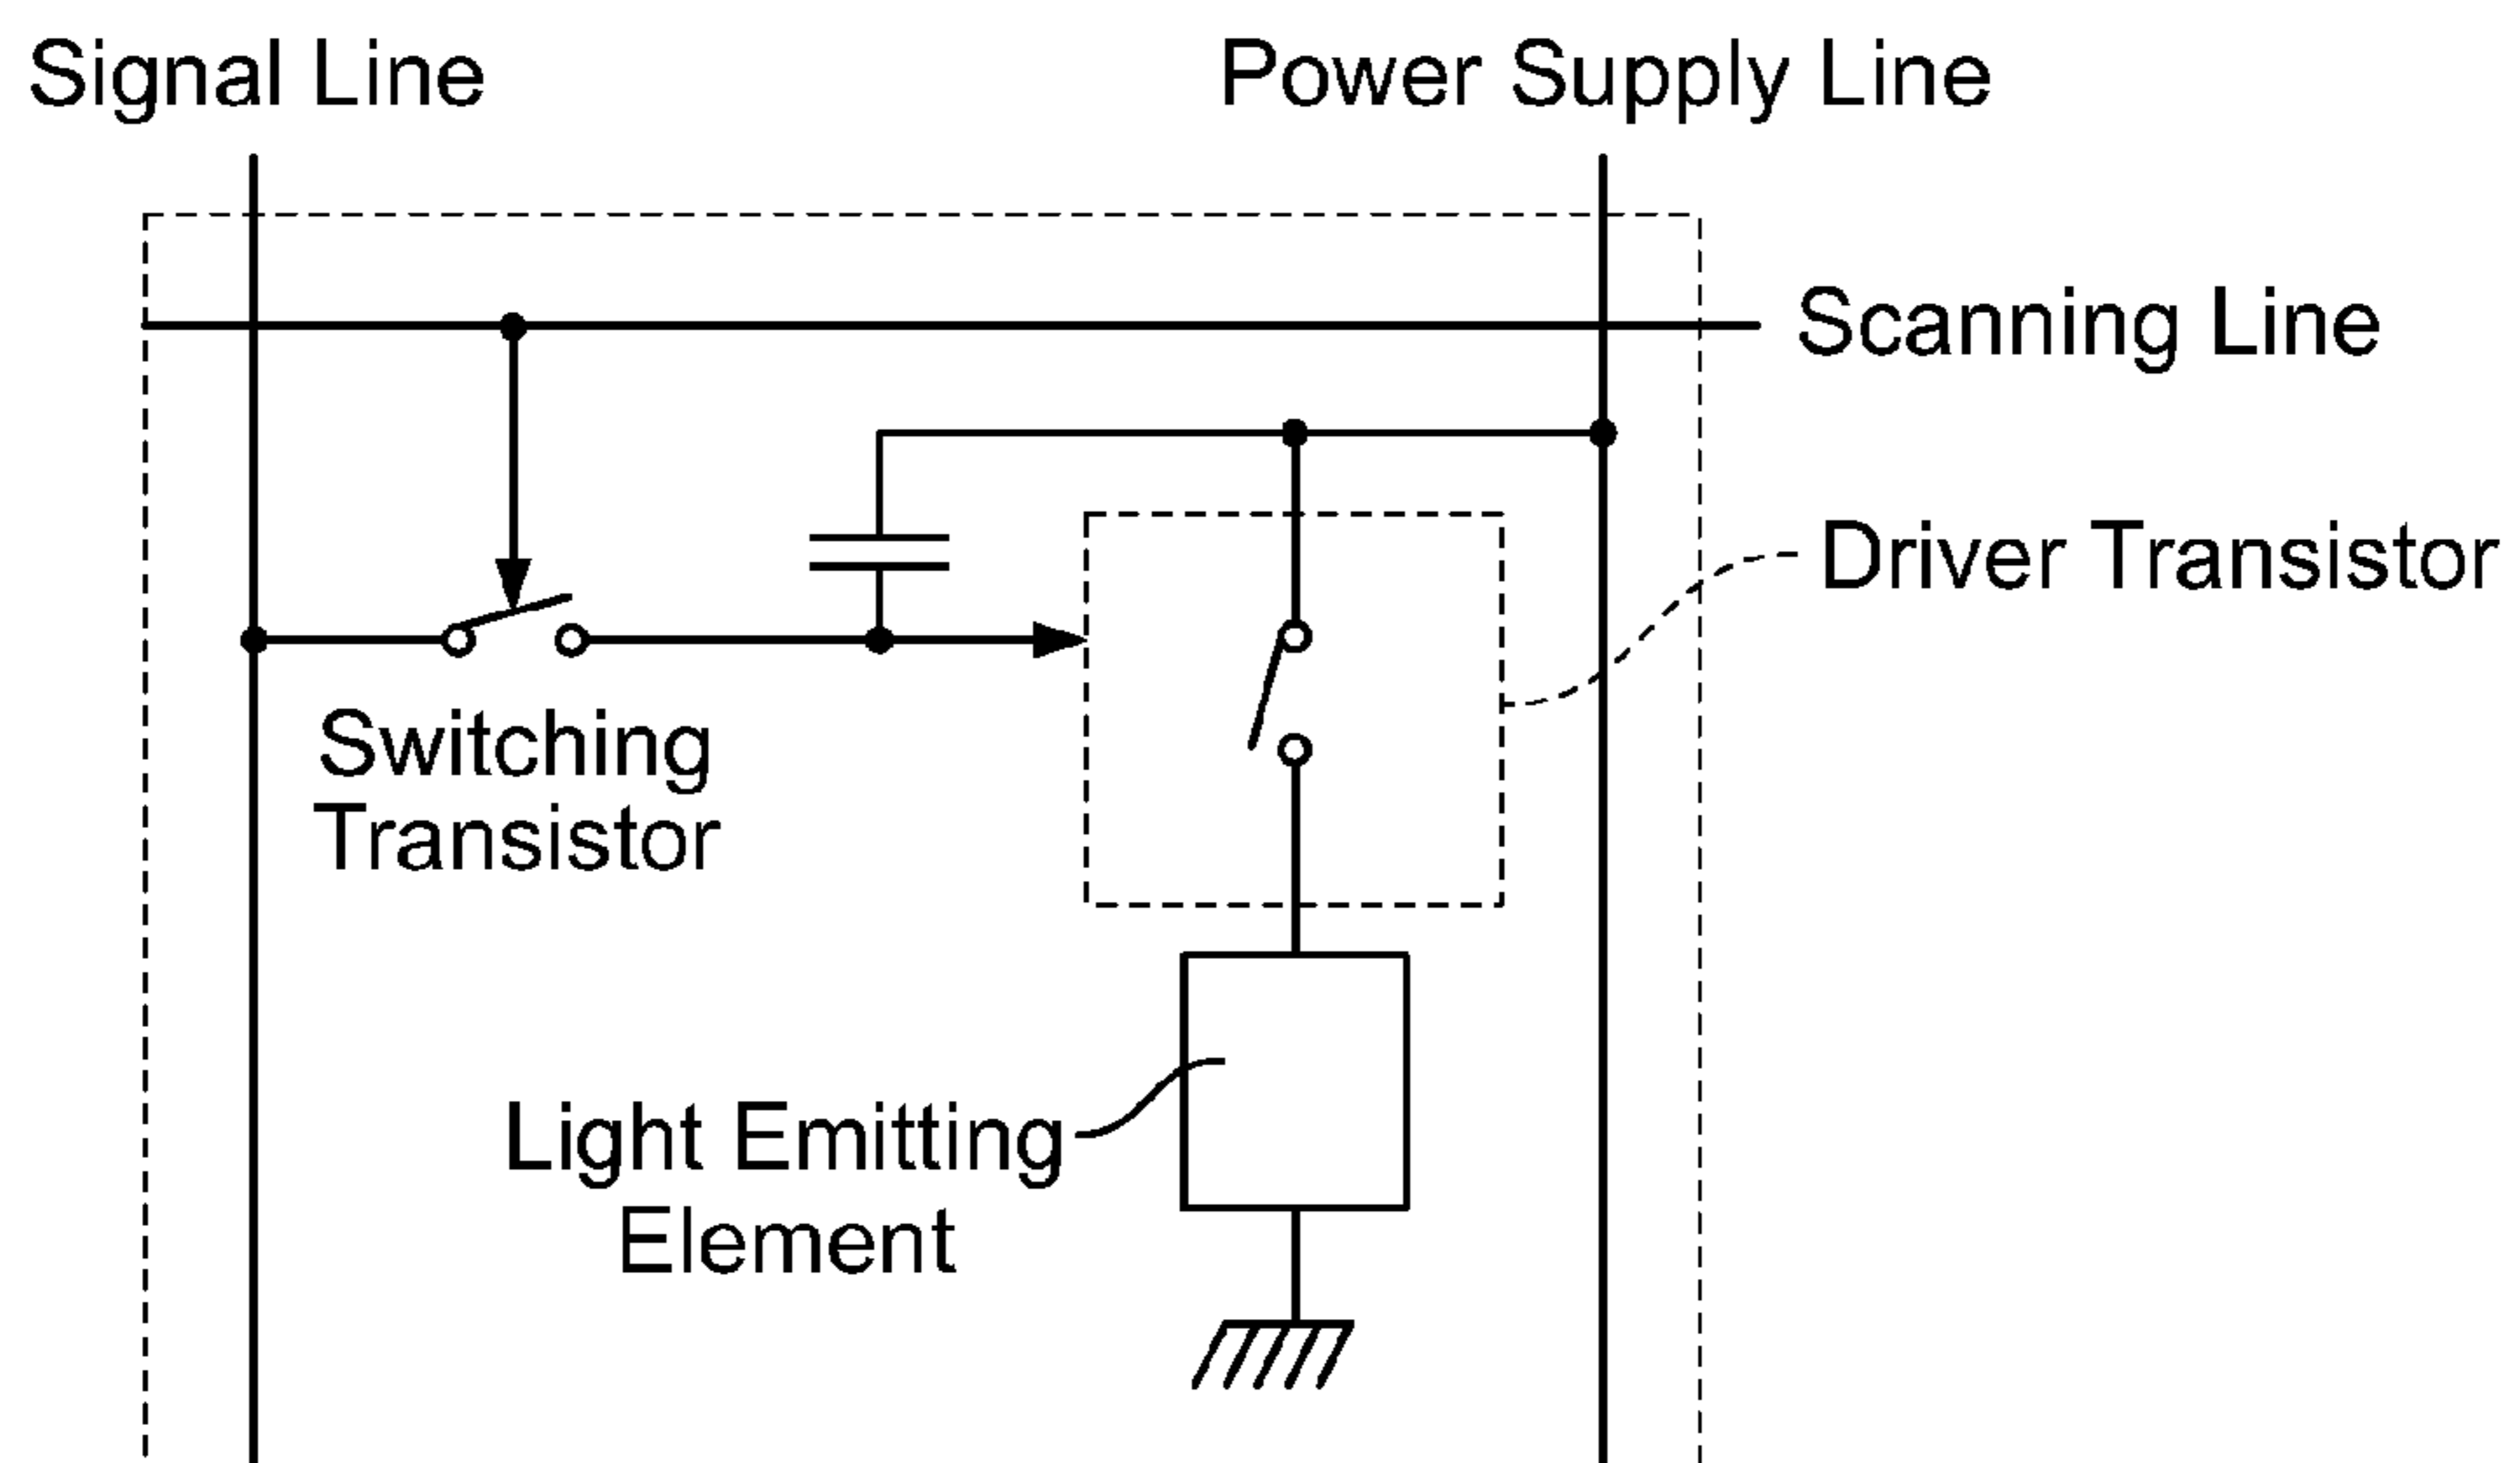 Signal Line
Power Supply Line
Scanning Line
Driver Transistor
Switching
Transistor
Light Emitting
Element